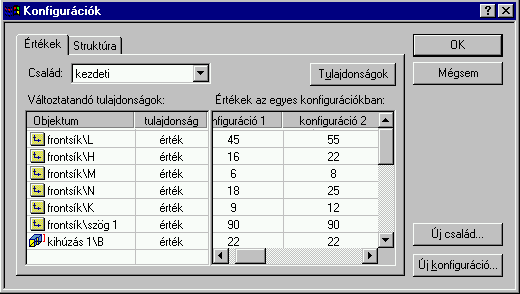 Konfigurációk
Értékek Struktúra
OK
Család: kezdeti Tulajdonságok
Mégsem
Változtatandó tulajdonságok: Értékek az egyes konfigurációkban:
Objektum tulajdonság nfiguráció 1 konfiguráció 2
frontsík\L érték 45 55
frontsík\H érték 16 22
frontsík\M érték 6 8
frontsík\N érték 18 25
frontsík\K érték 9 12
frontsík\szög 1 érték 90 90
kihúzás 1\B érték 22 22
Új család...
Új konfiguráció...